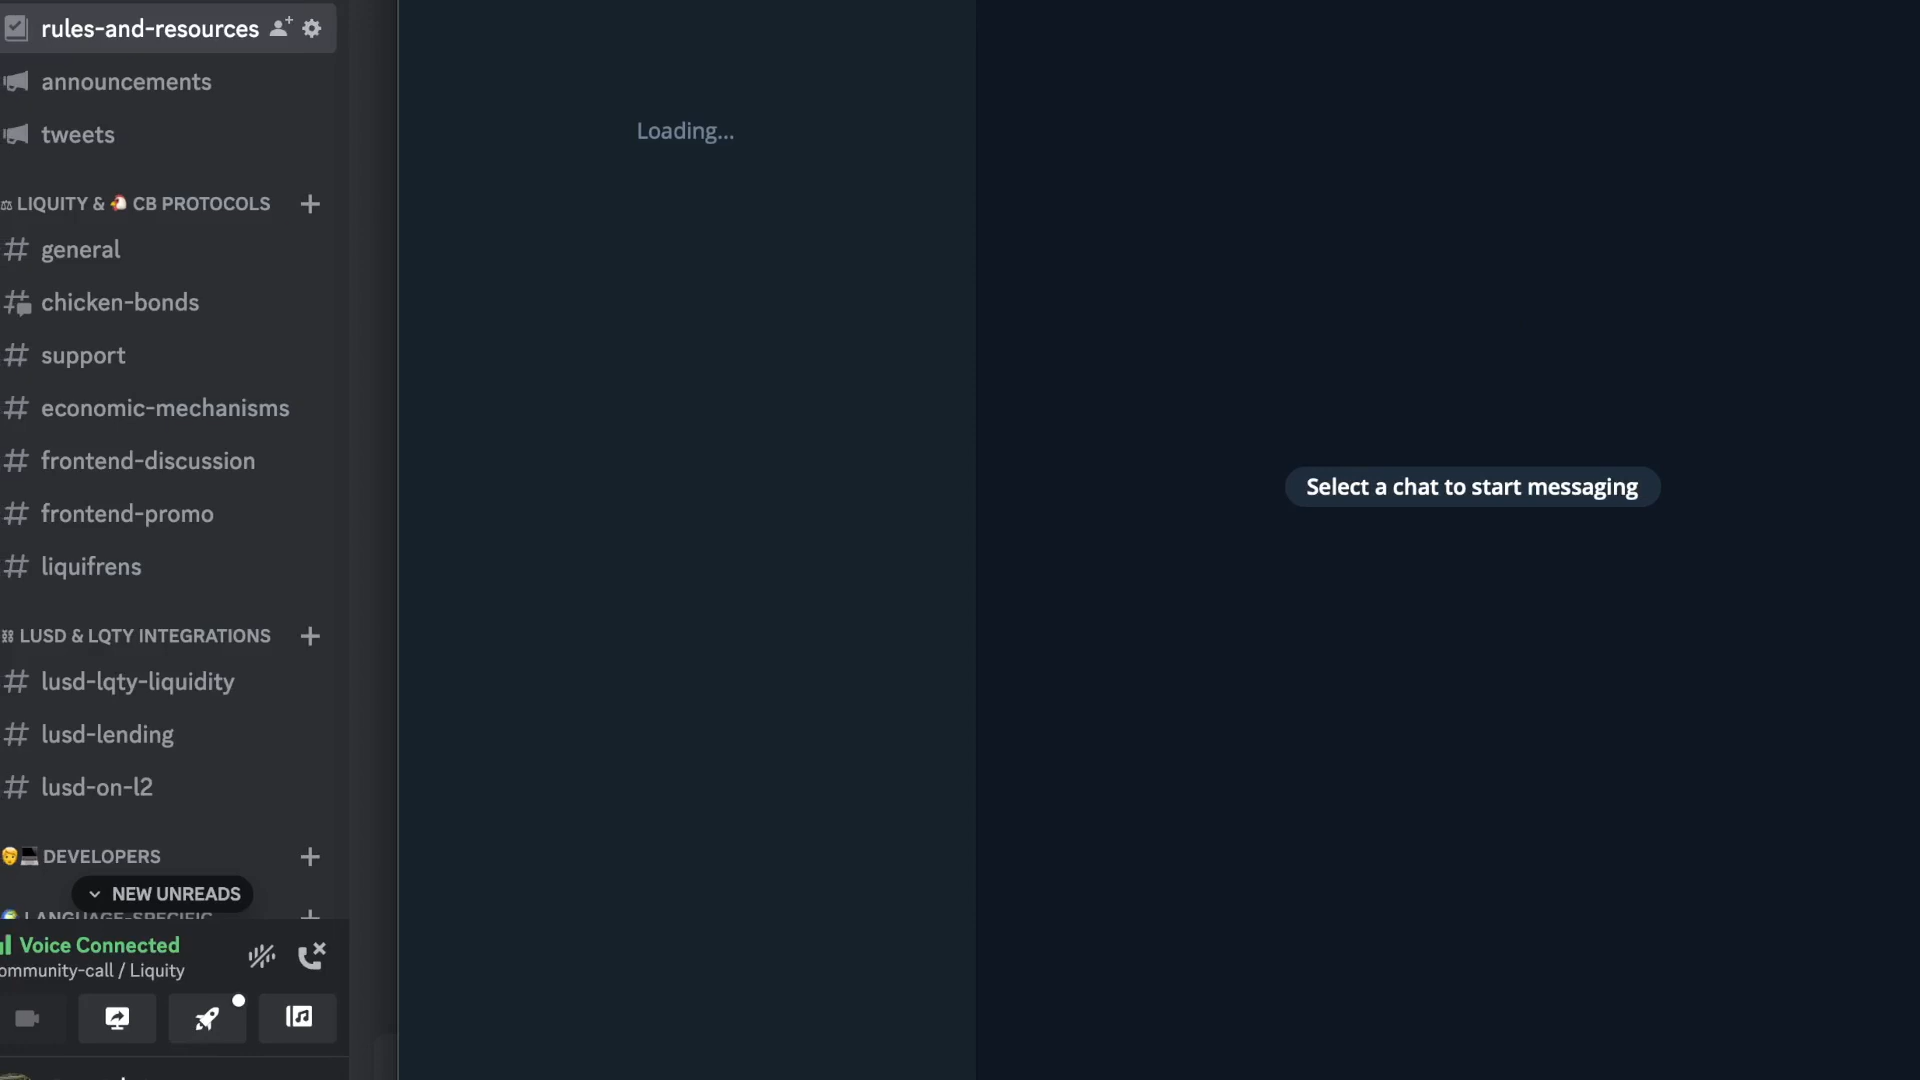 rules-and-resources
announcements
tweets
LIQUITY & 🐔 CB PROTOCOLS
general
chicken-bonds
support
economic-mechanisms
frontend-discussion
frontend-promo
liquifrens
LUSD & LQTY INTEGRATIONS
lusd-lqty-liquidity
lusd-lending
lusd-on-l2
DEVELOPERS
NEW UNREADS
LANGUAGE-SPECIFIC
Voice Connected
ommunity-call / Liquity
Loading...
Select a chat to start messaging